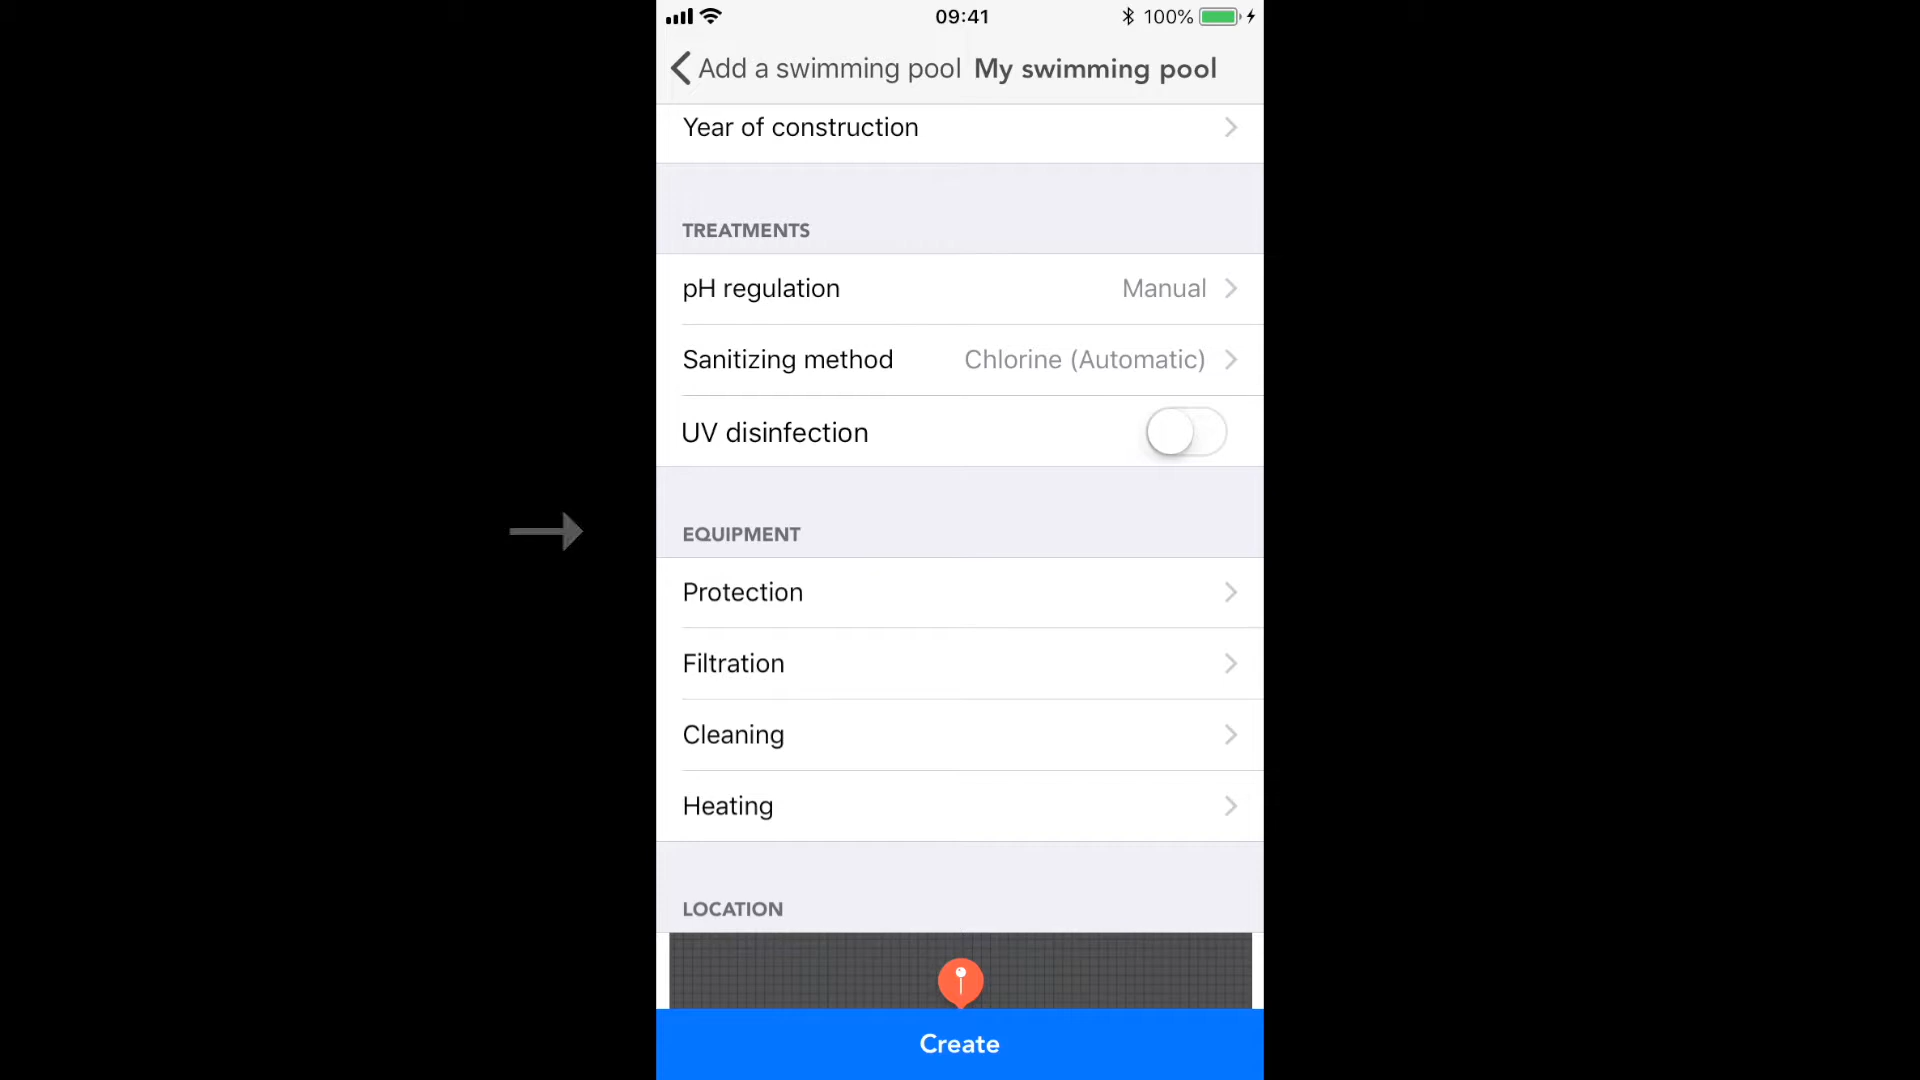 09:41
100%
Add a swimming pool My swimming pool
Year of construction
TREATMENTS
pH regulation Manual
Sanitizing method Chlorine (Automatic)
UV disinfection
EQUIPMENT
Protection
Filtration
Cleaning
Heating
LOCATION
Create